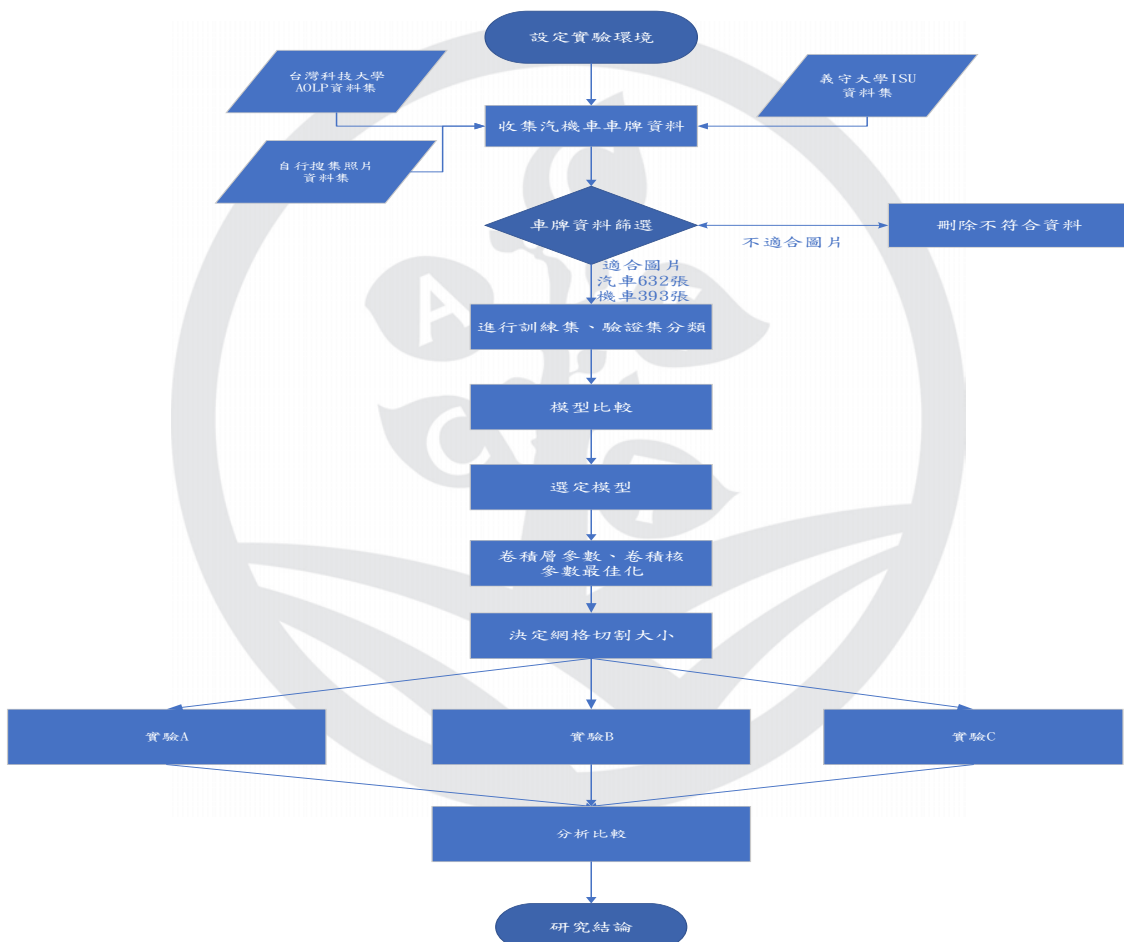 設定實驗環境
台灣科技大學
AOLP資料集
義守大學ISU
資料集
收集汽機車車牌資料
自行搜集照片
資料集
車牌資料篩選
不適合圖片
刪除不符合資料
適合圖片
汽車632張
機車393張
進行訓練集、驗證集分類
模型比較
選定模型
卷積層參數、卷積核
參數最佳化
決定網格切割大小
實驗A
實驗B
實驗C
分析比較
研究結論